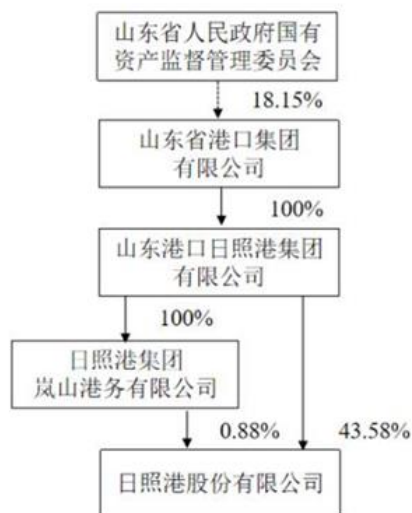 山东省人民政府国有
资产监督管理委员会
18.15%
山东省港口集团
有限公司
100%
山东港口日照港集团
有限公司
100%
日照港集团
岚山港务有限公司
0.88%
43.58%
日照港股份有限公司